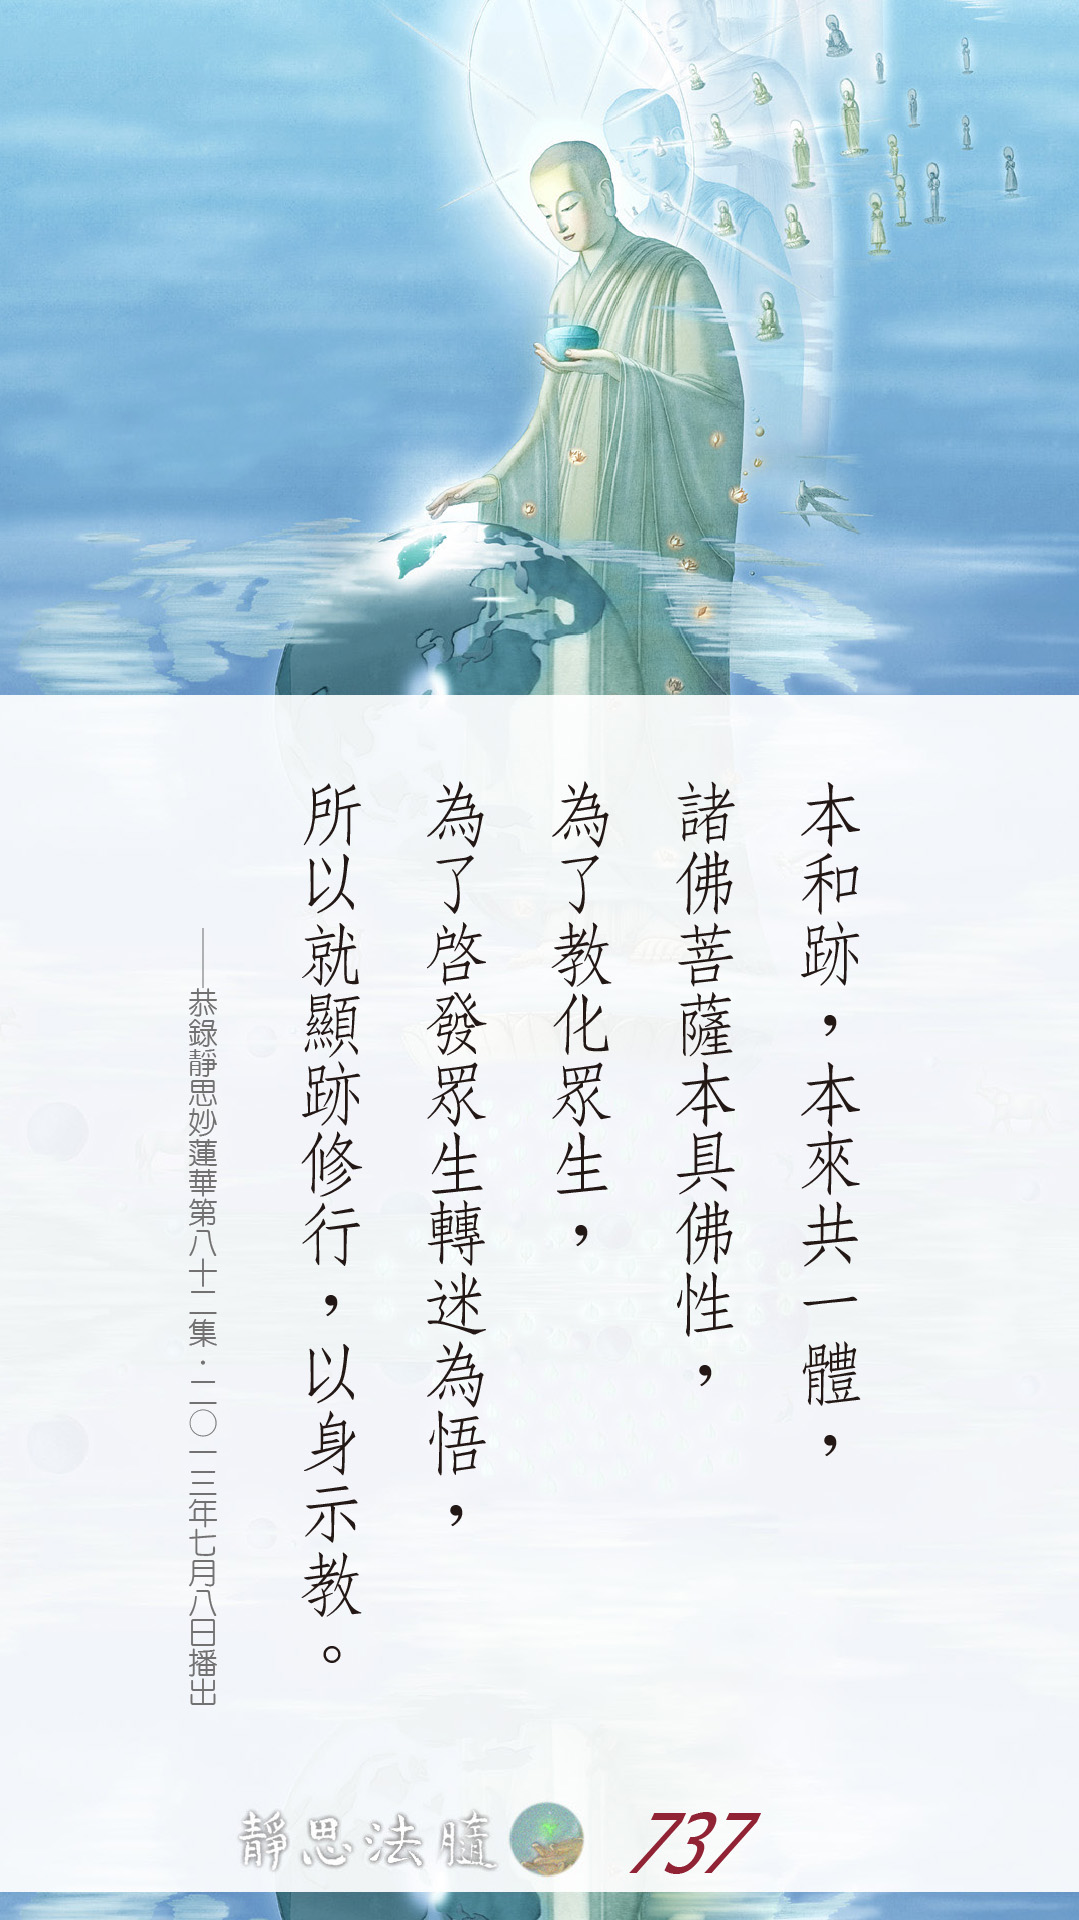 本和跡，本來共一體，
諸佛菩薩本具佛性，
為了教化眾生，
為了啓發眾生轉迷為悟，
所以就顯跡修行，以身示教。
——恭錄靜思妙蓮華第八十二集．二〇一三年七月八日播出
靜思法髓
737